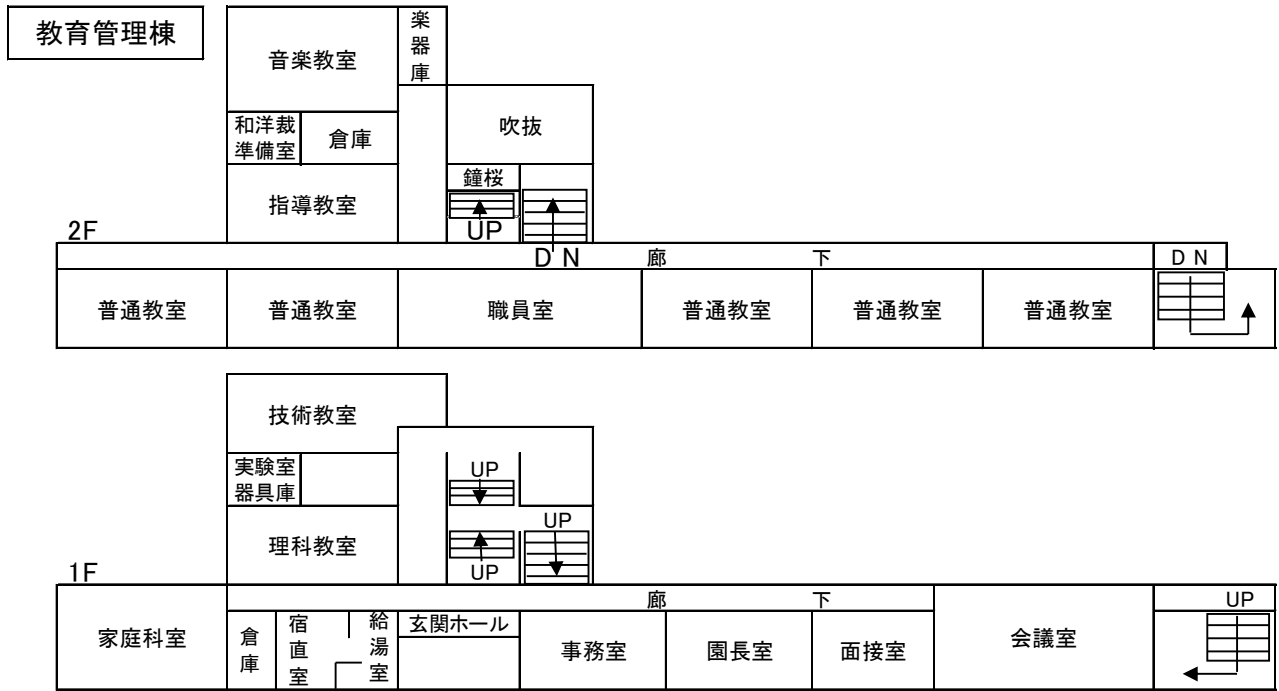 教育管理棟
音楽教室
楽器庫
吹抜
和洋裁
準備室
倉庫
鐘桜
指導教室
UP
2F
DN
廊下
DN
普通教室
普通教室
職員室
普通教室
普通教室
普通教室
技術教室
実験室
器具庫
UP
UP
理科教室
UP
1F
廊下
UP
家庭科室
倉庫
宿直室
給湯室
玄関ホール
事務室
園長室
面接室
会議室